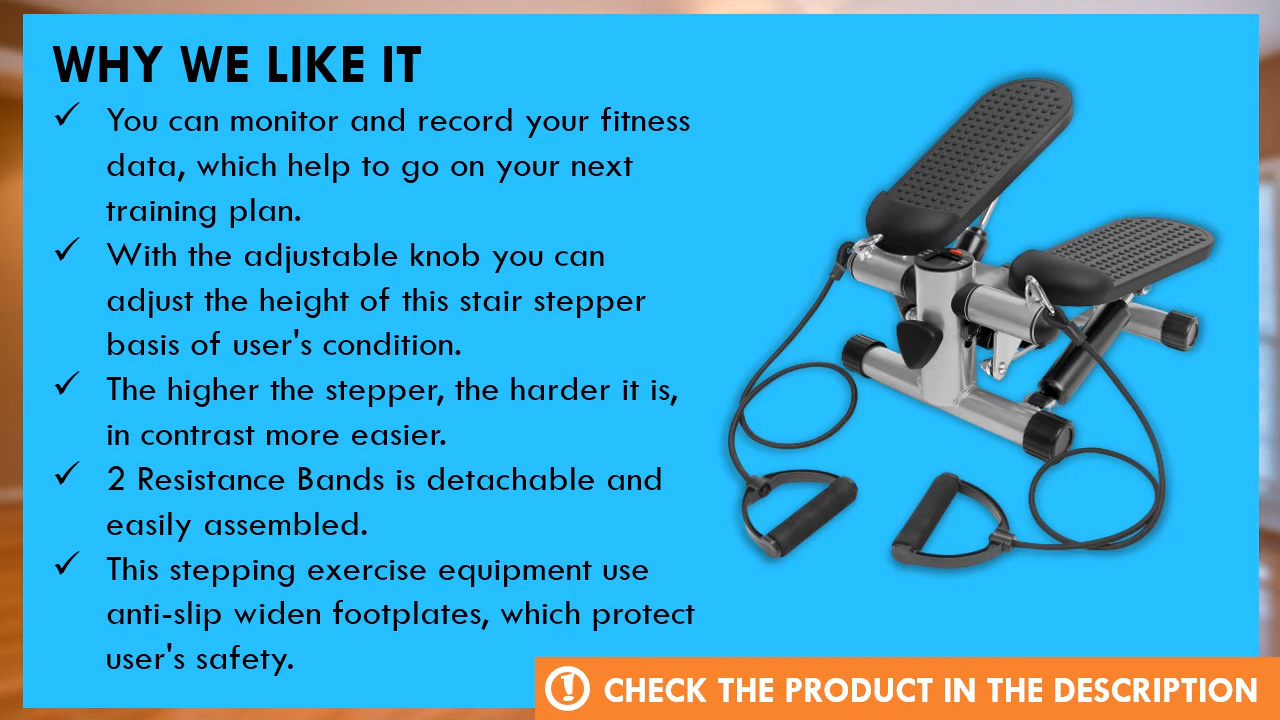 WHY WE LIKE IT
✓ You can monitor and record your fitness
data, which help to go on your next
training plan.
✓ With the adjustable knob you can
adjust the height of this stair stepper
basis of user's condition.
✓ The higher the stepper, the harder it is,
in contrast more easier.
✓ 2 Resistance Bands is detachable and
easily assembled.
✓ This stepping exercise equipment use
anti-slip widen footplates, which protect
user's safety.
! CHECK THE PRODUCT IN THE DESCRIPTION